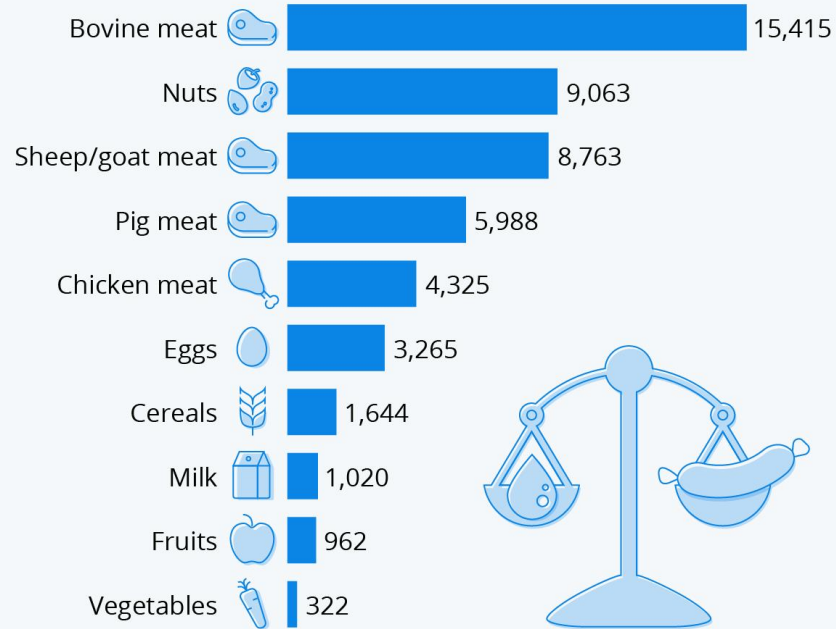 Bovine meat 15,415
Nuts 9,063
Sheep/goat meat 8,763
Pig meat 5,988
Chicken meat 4,325
Eggs 3,265
Cereals 1,644
Milk 1,020
Fruits 962
Vegetables 322